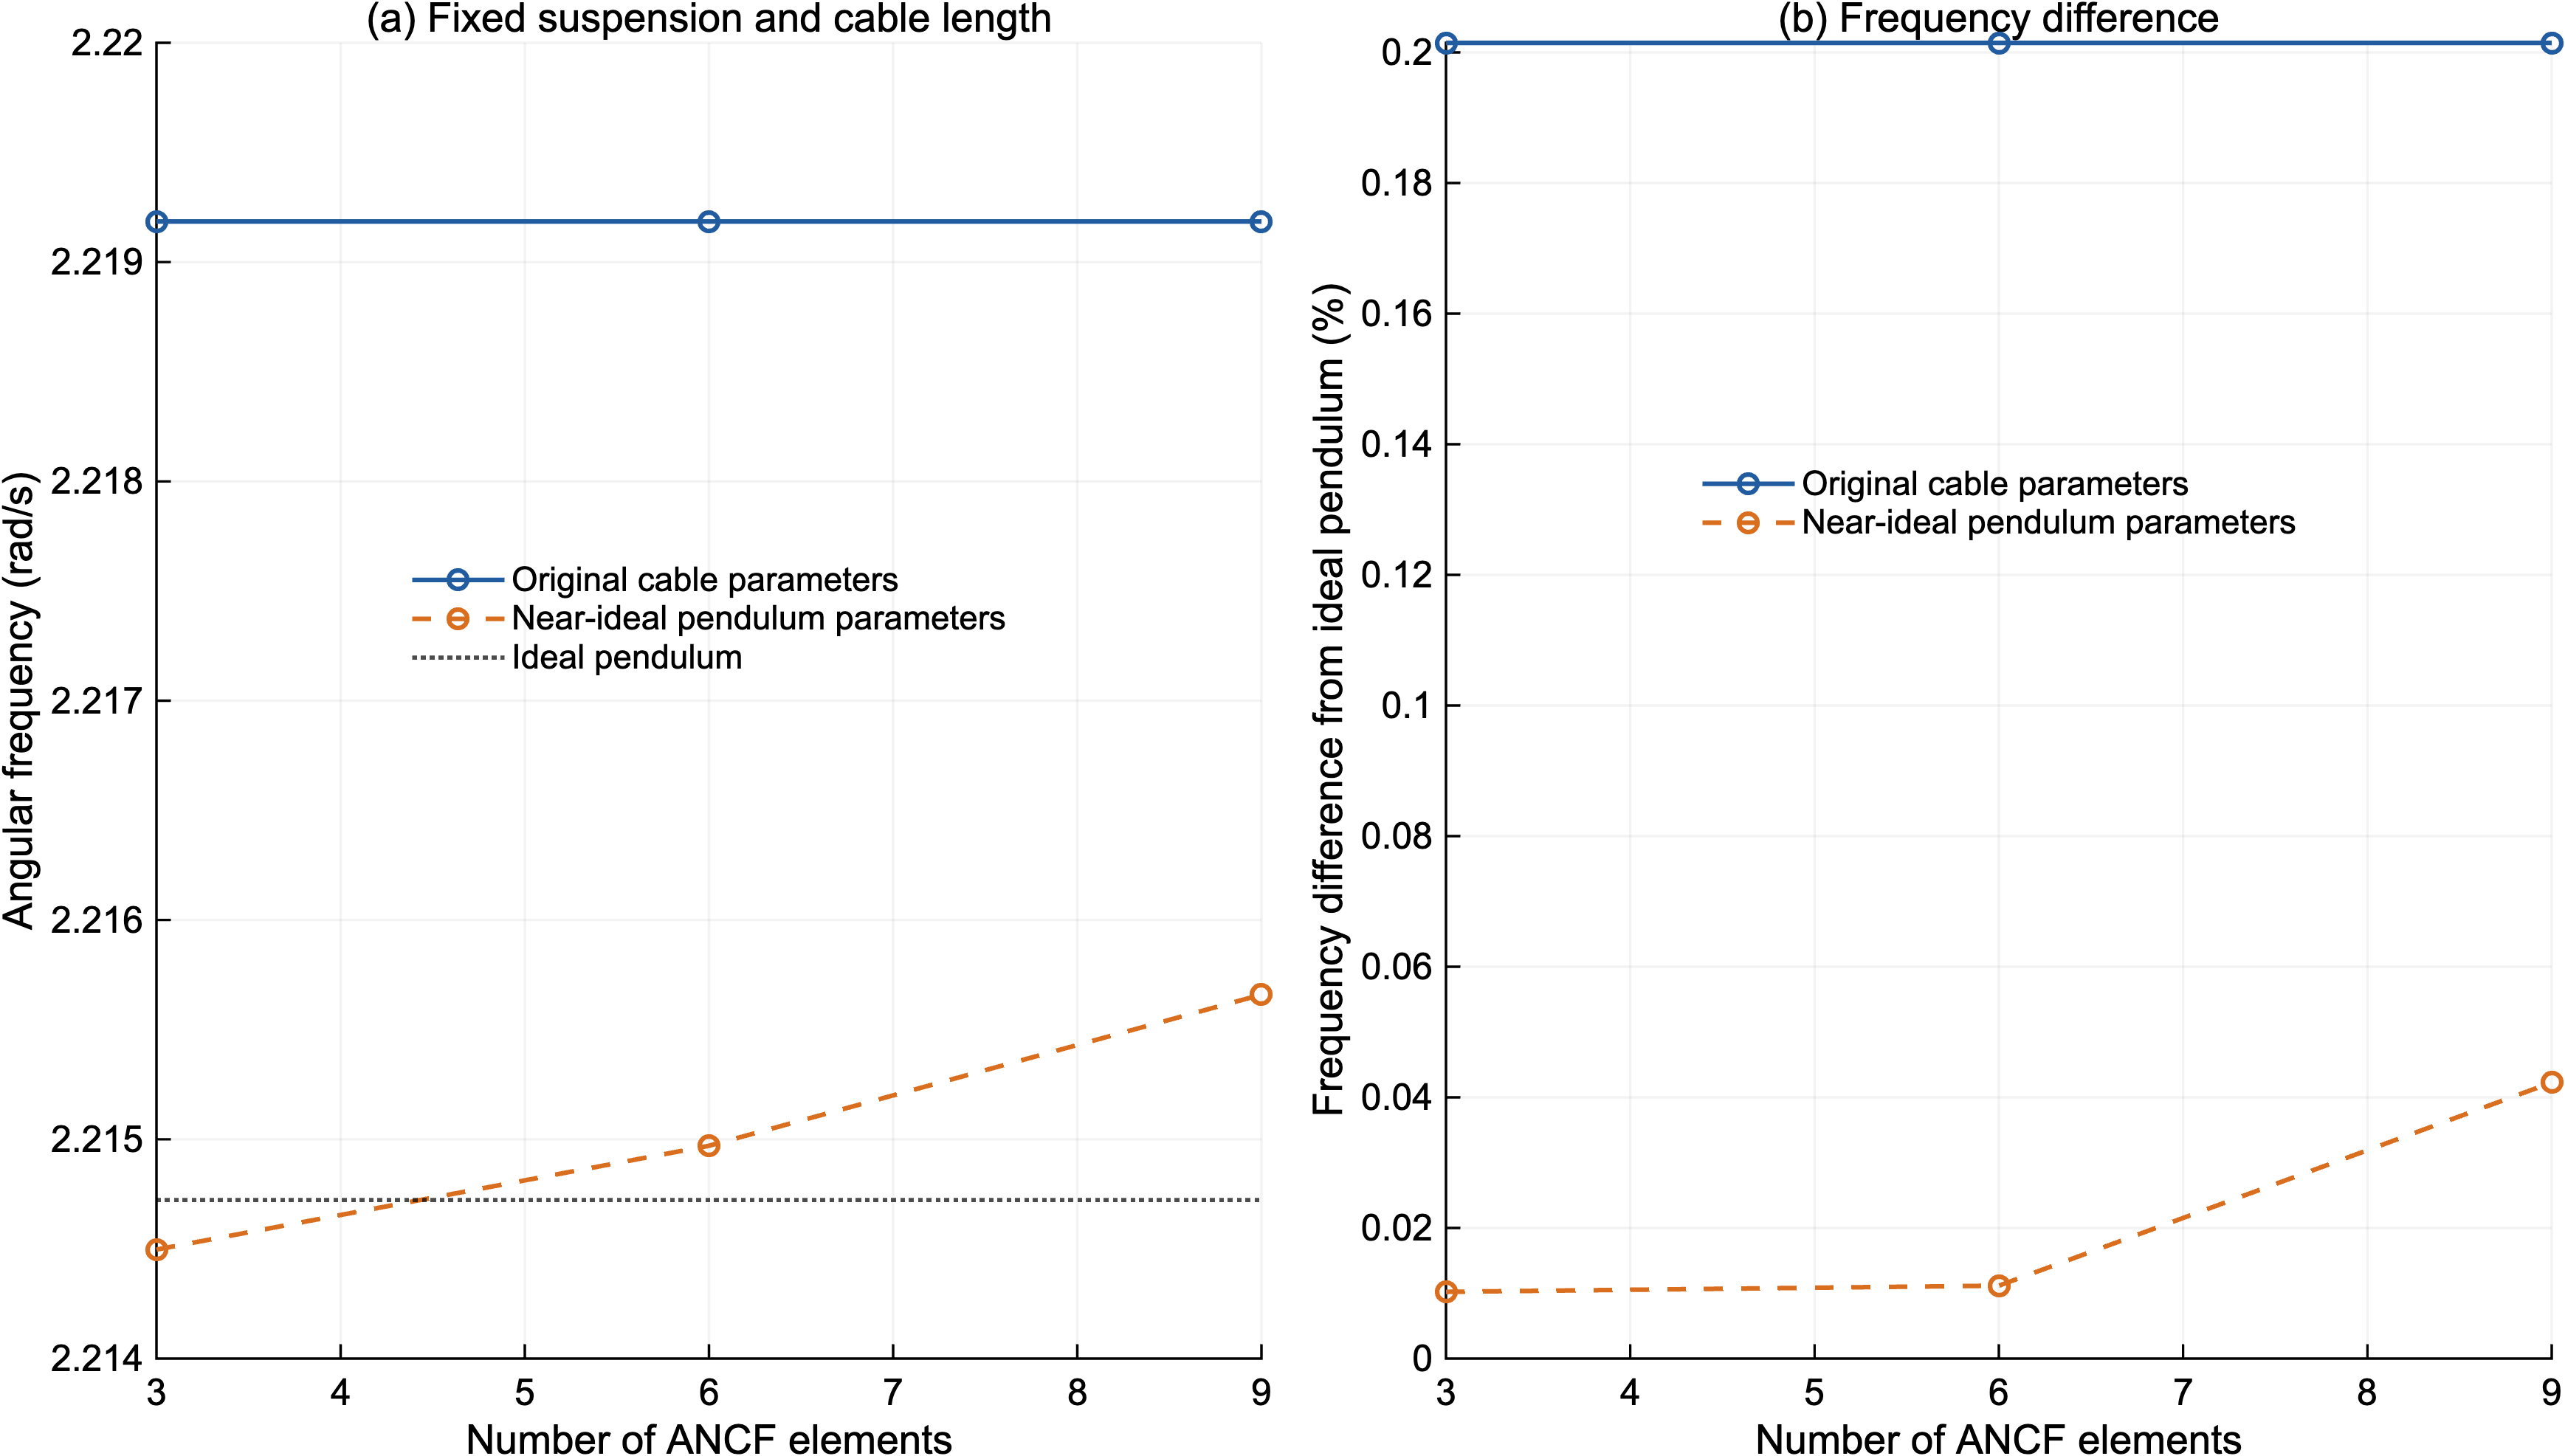 (a) Fixed suspension and cable length
2.22
2.219
2.218
2.217
2.216
2.215
2.214
Angular frequency (rad/s)
Original cable parameters
Near-ideal pendulum parameters
Ideal pendulum
3 4 5 6 7 8 9
Number of ANCF elements
(b) Frequency difference
0.2
0.18
0.16
0.14
0.12
0.1
0.08
0.06
0.04
0.02
0
Frequency difference from ideal pendulum (%)
Original cable parameters
Near-ideal pendulum parameters
3 4 5 6 7 8 9
Number of ANCF elements